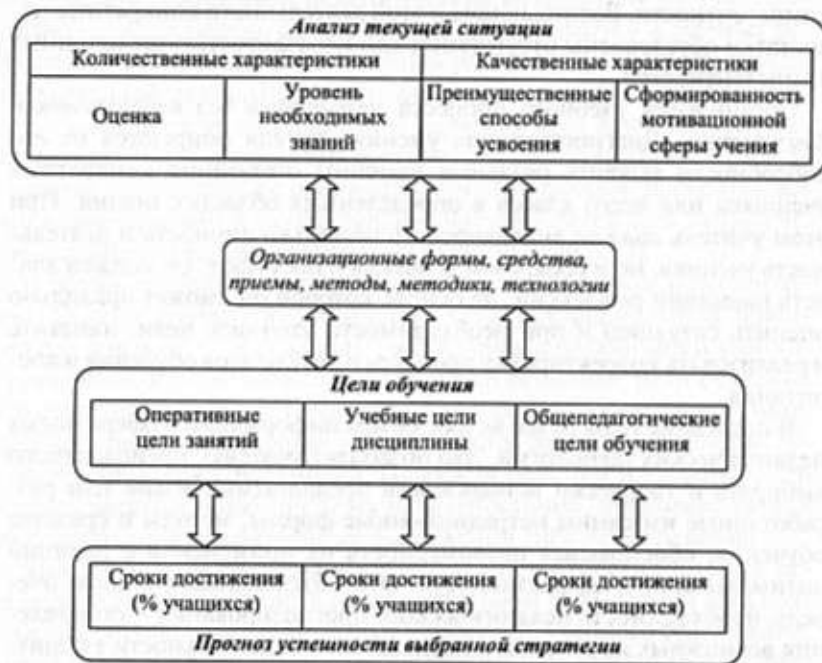 Анализ текущей ситуации
Количественные характеристики
Качественные характеристики
Оценка
Уровень
необходимых
знаний
Преимущественные
способы
усвоения
Сформированность
мотивационной
сферы учения
Организационные формы, средства,
приемы, методы, методики, технологии
Цели обучения
Оперативные
цели занятий
Учебные цели
дисциплины
Общепедагогические
цели обучения
Сроки достижения
(% учащихся)
Сроки достижения
(% учащихся)
Сроки достижения
(% учащихся)
Прогноз успешности выбранной стратегии